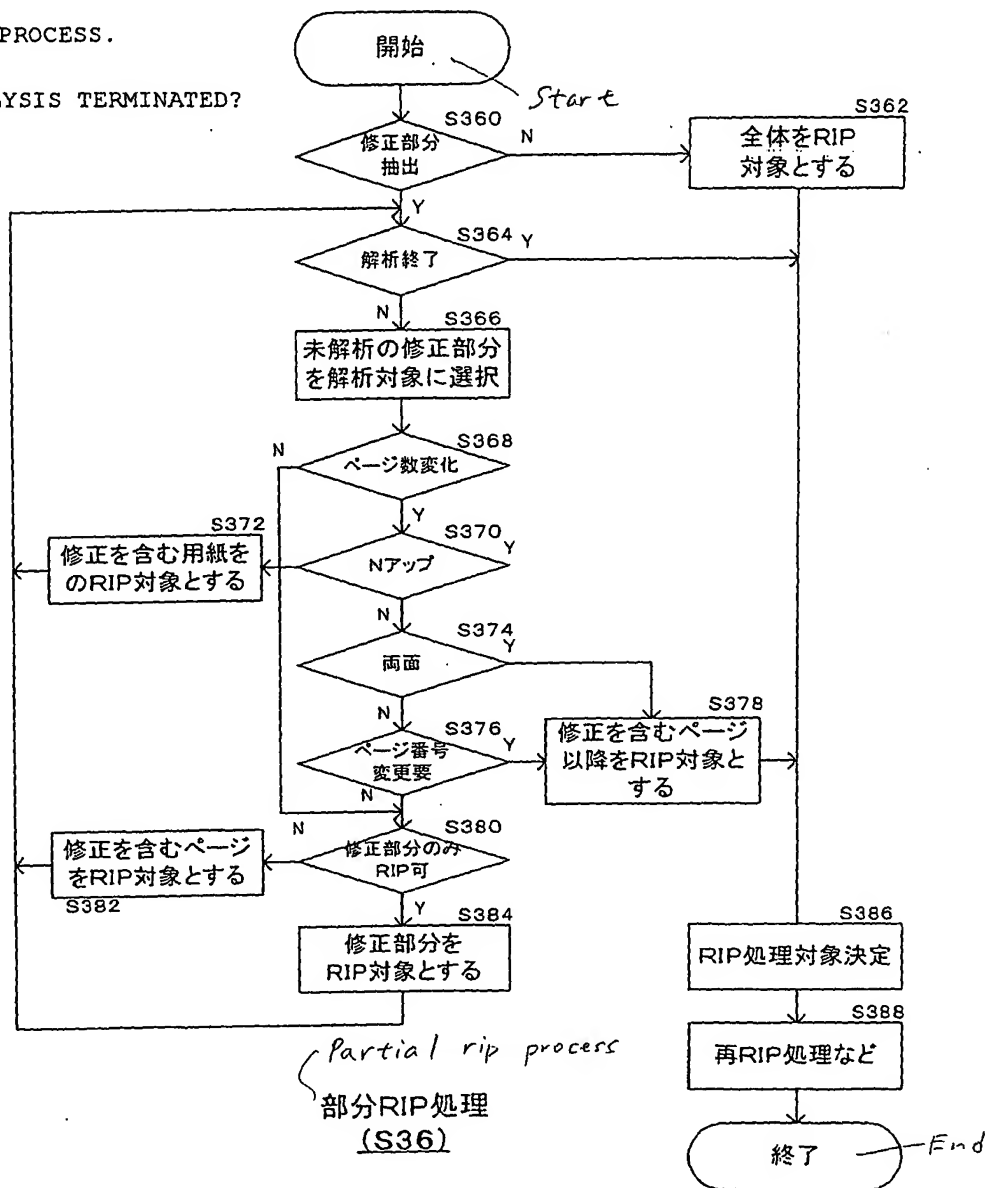 PROCESS.
LYSIS TERMINATED?
開始
Start
S360
修正部分
抽出
N
Y
S362
全体をRIP
対象とする
S364
Y
解析終了
N
S366
未解析の修正部分
を解析対象に選択
S368
N
ページ数変化
Y
S370
Y
Nアップ
N
S372
修正を含む用紙を
のRIP対象とする
S374
Y
両面
N
S376
Y
ページ番号
変更要
N
S378
修正を含むページ
以降をRIP対象と
する
S380
N
修正部分のみ
RIP可
Y
修正を含むページ
をRIP対象とする
S382
S384
修正部分を
RIP対象とする
S386
RIP処理対象決定
S388
再RIP処理など
終了
End
Partial rip process
部分RIP処理
(S36)